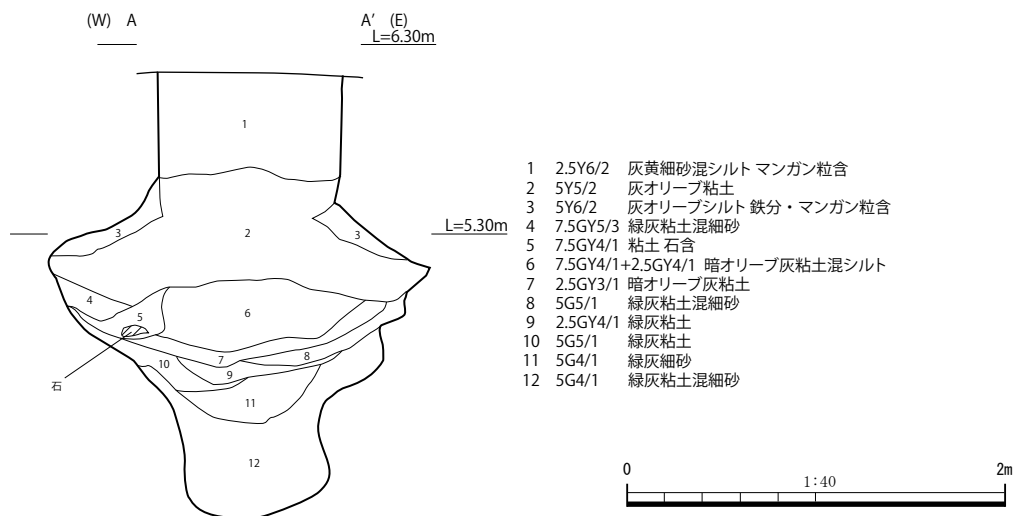 (W) A
A′ (E)
L=6.30m
1
2
3
3
L=5.30m
4
5
6
7
8
9
10
11
12
石
1 2.5Y6/2 灰黄細砂混シルト マンガン粒含
2 5Y5/2 灰オリーブ粘土
3 5Y6/2 灰オリーブシルト 鉄分・マンガン粒含
4 7.5GY5/3 緑灰粘土混細砂
5 7.5GY4/1 粘土 石含
6 7.5GY4/1+2.5GY4/1 暗オリーブ灰粘土混シルト
7 2.5GY3/1 暗オリーブ灰粘土
8 5G5/1 緑灰粘土混細砂
9 2.5GY4/1 緑灰粘土
10 5G5/1 緑灰粘土
11 5G4/1 緑灰細砂
12 5G4/1 緑灰粘土混細砂
0 2m
1:40